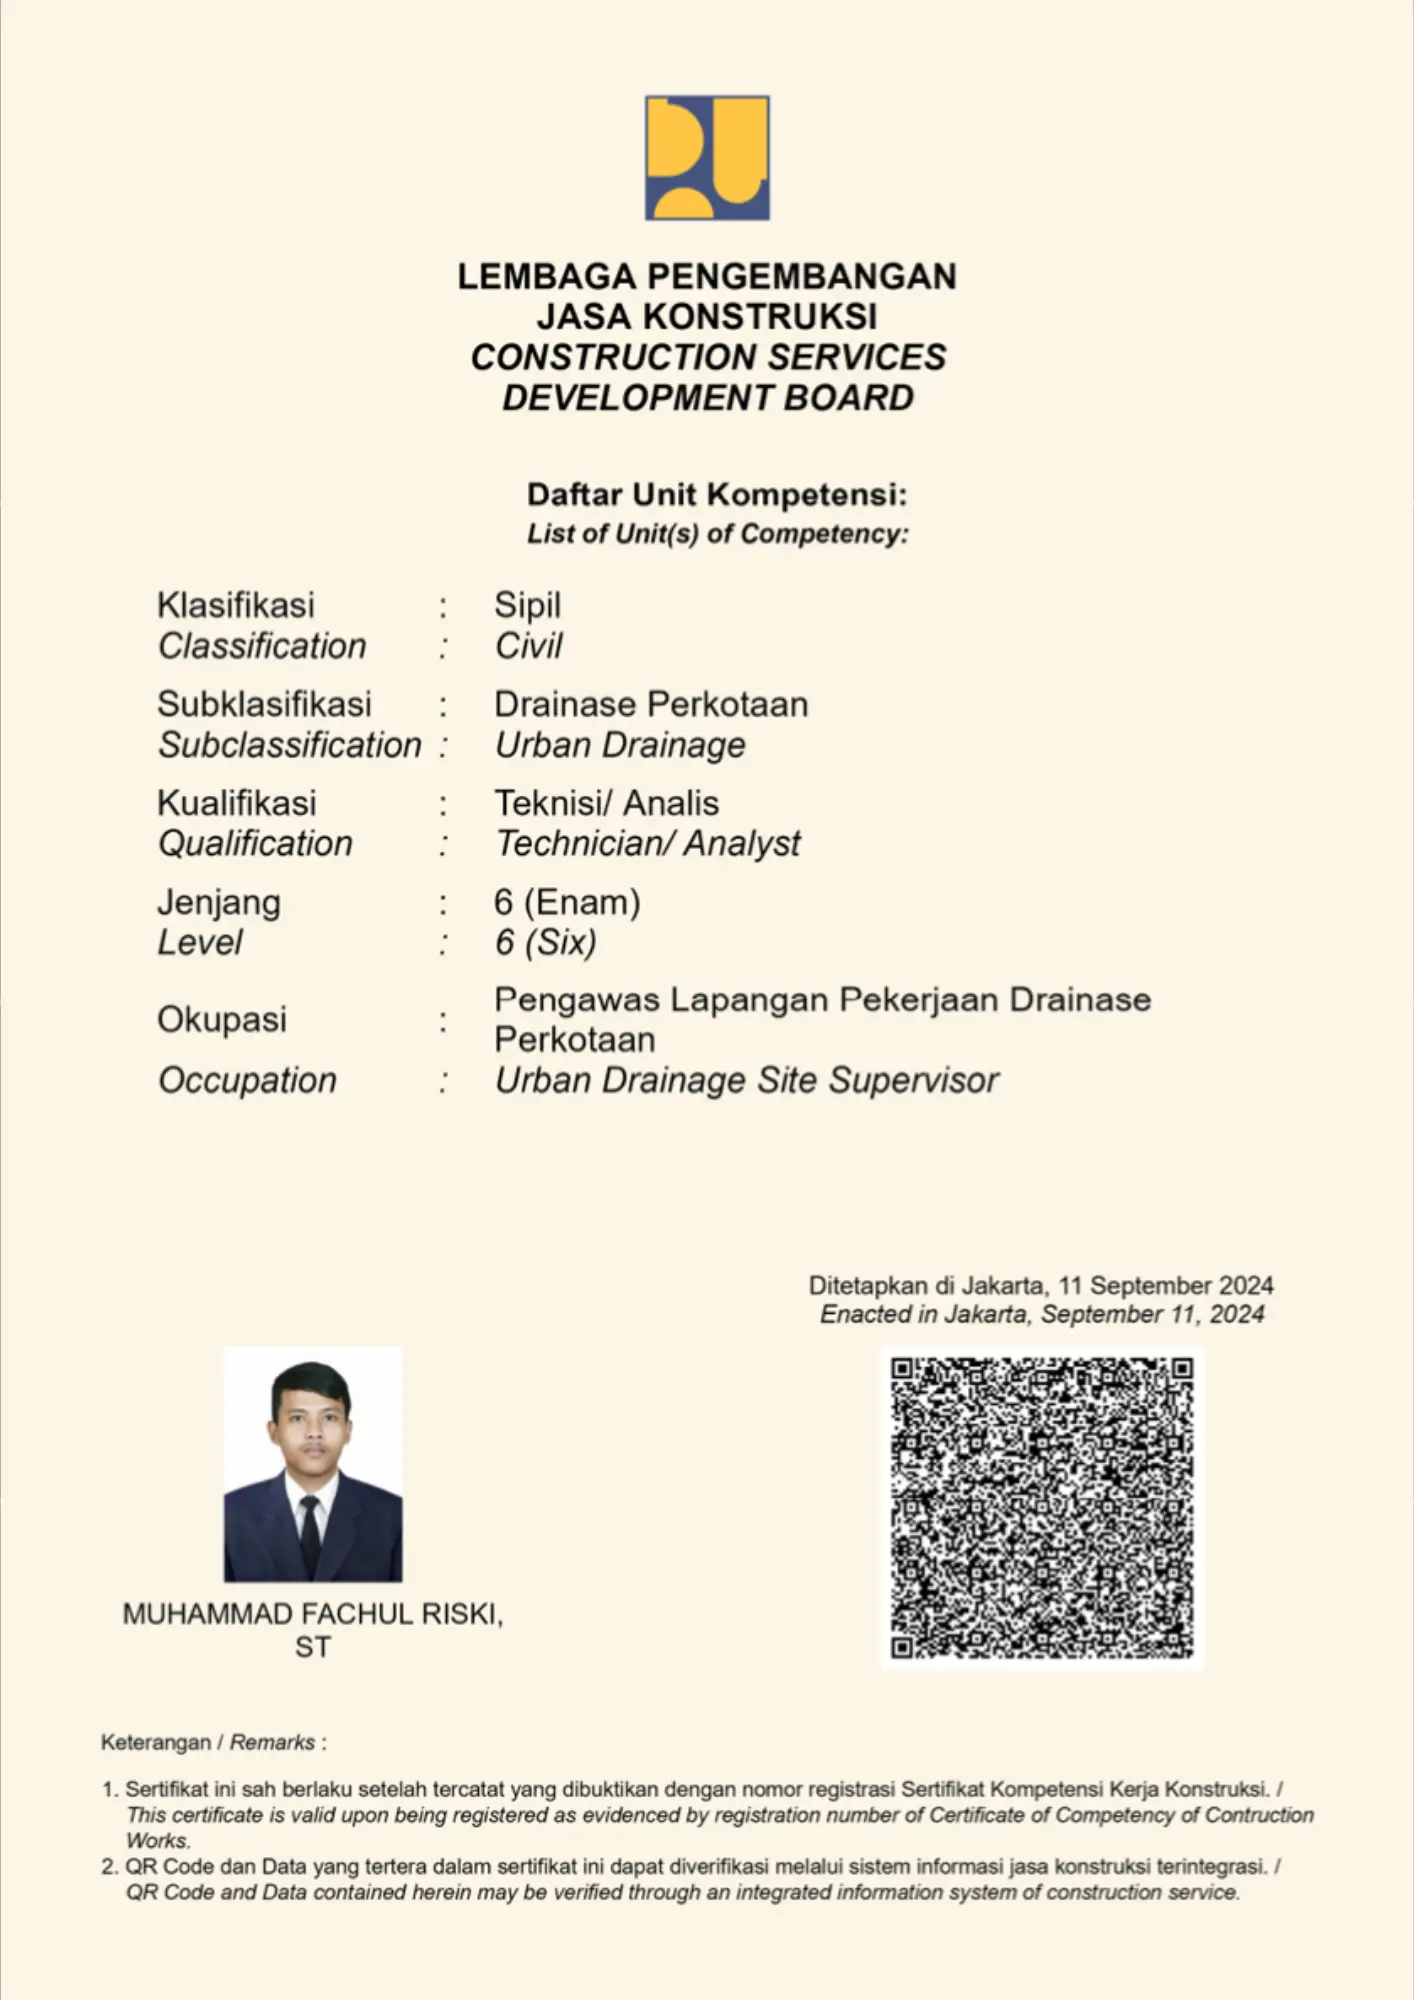 LEMBAGA PENGEMBANGAN
JASA KONSTRUKSI
CONSTRUCTION SERVICES
DEVELOPMENT BOARD
Daftar Unit Kompetensi:
List of Unit(s) of Competency:
Klasifikasi : Sipil
Classification : Civil
Subklasifikasi : Drainase Perkotaan
Subclassification : Urban Drainage
Kualifikasi : Teknisi/ Analis
Qualification : Technician/ Analyst
Jenjang : 6 (Enam)
Level : 6 (Six)
Okupasi : Pengawas Lapangan Pekerjaan Drainase
Perkotaan
Occupation : Urban Drainage Site Supervisor
Ditetapkan di Jakarta, 11 September 2024
Enacted in Jakarta, September 11, 2024
MUHAMMAD FACHUL RISKI,
ST
Keterangan / Remarks :
1. Sertifikat ini sah berlaku setelah tercatat yang dibuktikan dengan nomor registrasi Sertifikat Kompetensi Kerja Konstruksi. /
This certificate is valid upon being registered as evidenced by registration number of Certificate of Competency of Contruction
Works.
2. QR Code dan Data yang tertera dalam sertifikat ini dapat diverifikasi melalui sistem informasi jasa konstruksi terintegrasi. /
QR Code and Data contained herein may be verified through an integrated information system of construction service.